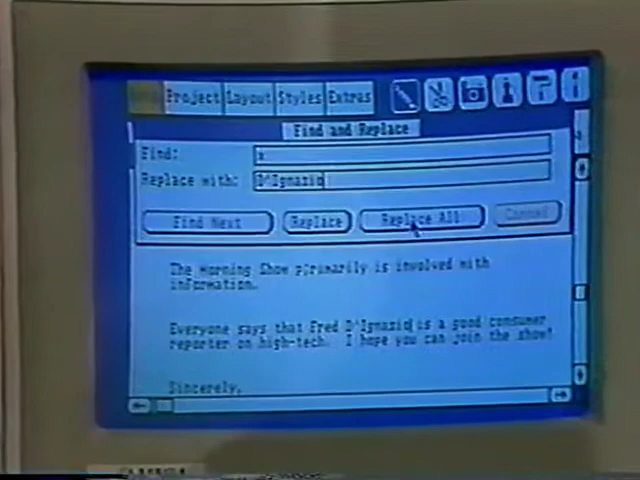 Project Layout Styles Extras
Find and Replace
Find: x
Replace with: D'Ignazio
Find Next Replace Replace All Cancel
The Morning Show primarily is involved with
information.
Everyone says that Fred D'Ignazio is a good consumer
reporter on high-tech. I hope you can join the show!
Sincerely,